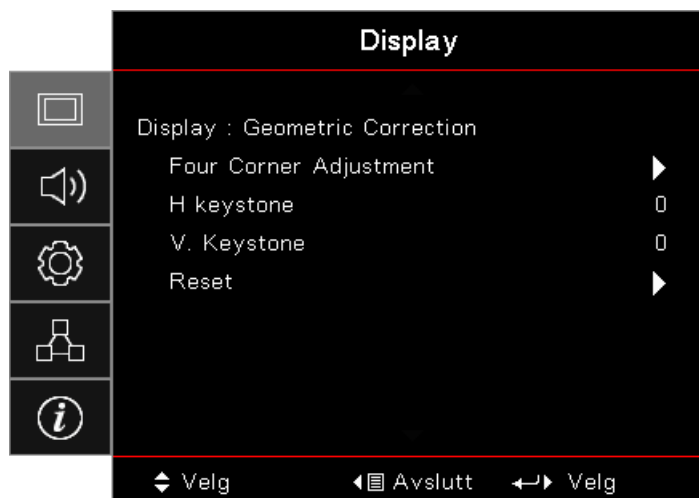 Display
Display : Geometric Correction
Four Corner Adjustment
H keystone 0
V. Keystone 0
Reset
Velg Avslutt Velg